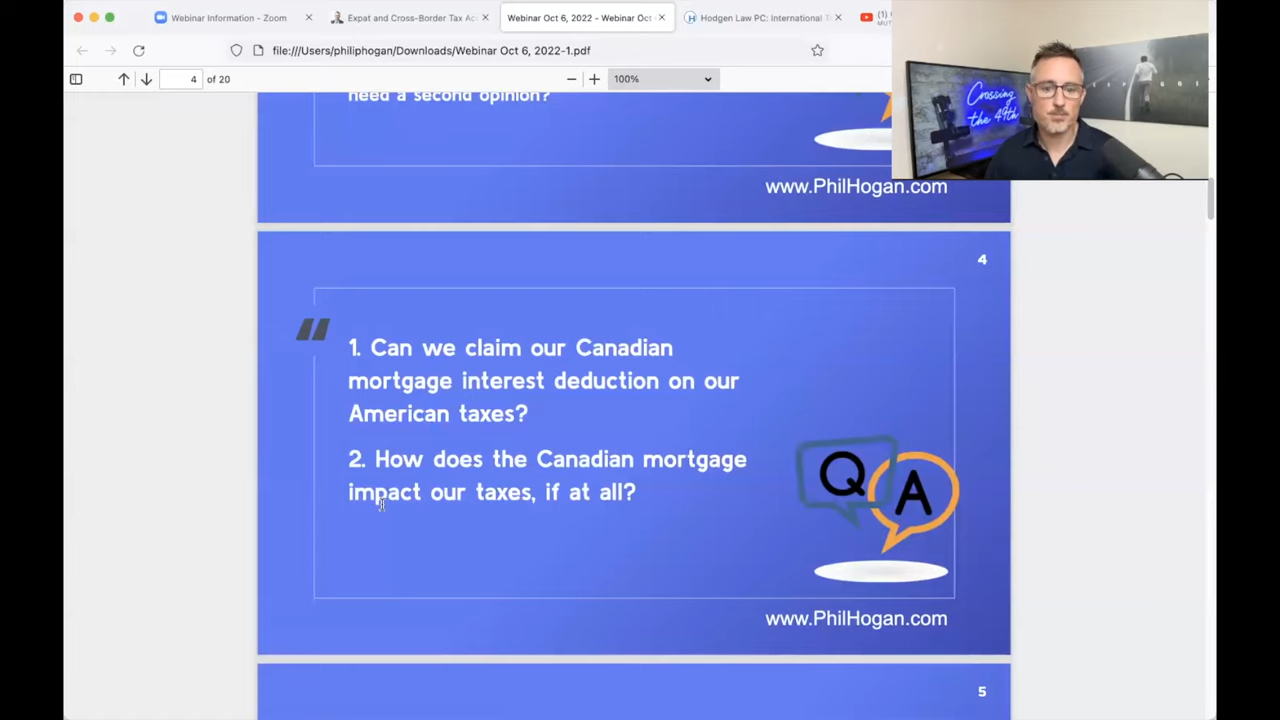 Webinar Information - Zoom
Expat and Cross-Border Tax Ac
Webinar Oct 6, 2022 - Webinar Oct
Hodgen Law PC: International T
(1)
file:///Users/philiphogan/Downloads/Webinar Oct 6, 2022-1.pdf
4 of 20
100%
Crossing
the 49th
need a second opinion?
www.PhilHogan.com
4
1. Can we claim our Canadian
mortgage interest deduction on our
American taxes?
2. How does the Canadian mortgage
impact our taxes, if at all?
Q A
www.PhilHogan.com
5